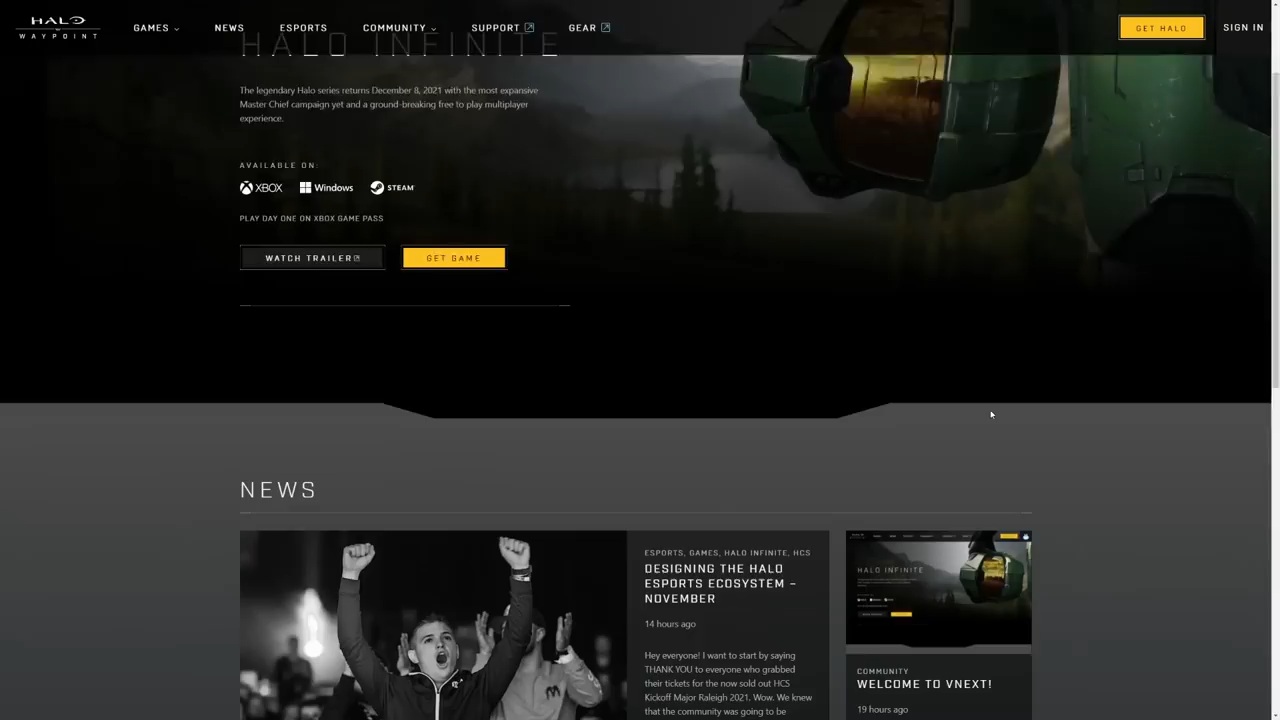 HALO
WAYPOINT
GAMES
NEWS
ESPORTS
COMMUNITY
SUPPORT
GEAR
GET HALO
SIGN IN
HALO INFINITE
The legendary Halo series returns December 8, 2021 with the most expansive
Master Chief campaign yet and a ground-breaking free to play multiplayer
experience.
AVAILABLE ON:
XBOX
Windows
STEAM
PLAY DAY ONE ON XBOX GAME PASS
WATCH TRAILER
GET GAME
NEWS
ESPORTS, GAMES, HALO INFINITE, HCS
DESIGNING THE HALO
ESPORTS ECOSYSTEM –
NOVEMBER
14 hours ago
Hey everyone! I want to start by saying
THANK YOU to everyone who grabbed
their tickets for the now sold out HCS
Kickoff Major Raleigh 2021. Wow. We knew
that the community was going to be
HALO INFINITE
COMMUNITY
WELCOME TO VNEXT!
19 hours ago